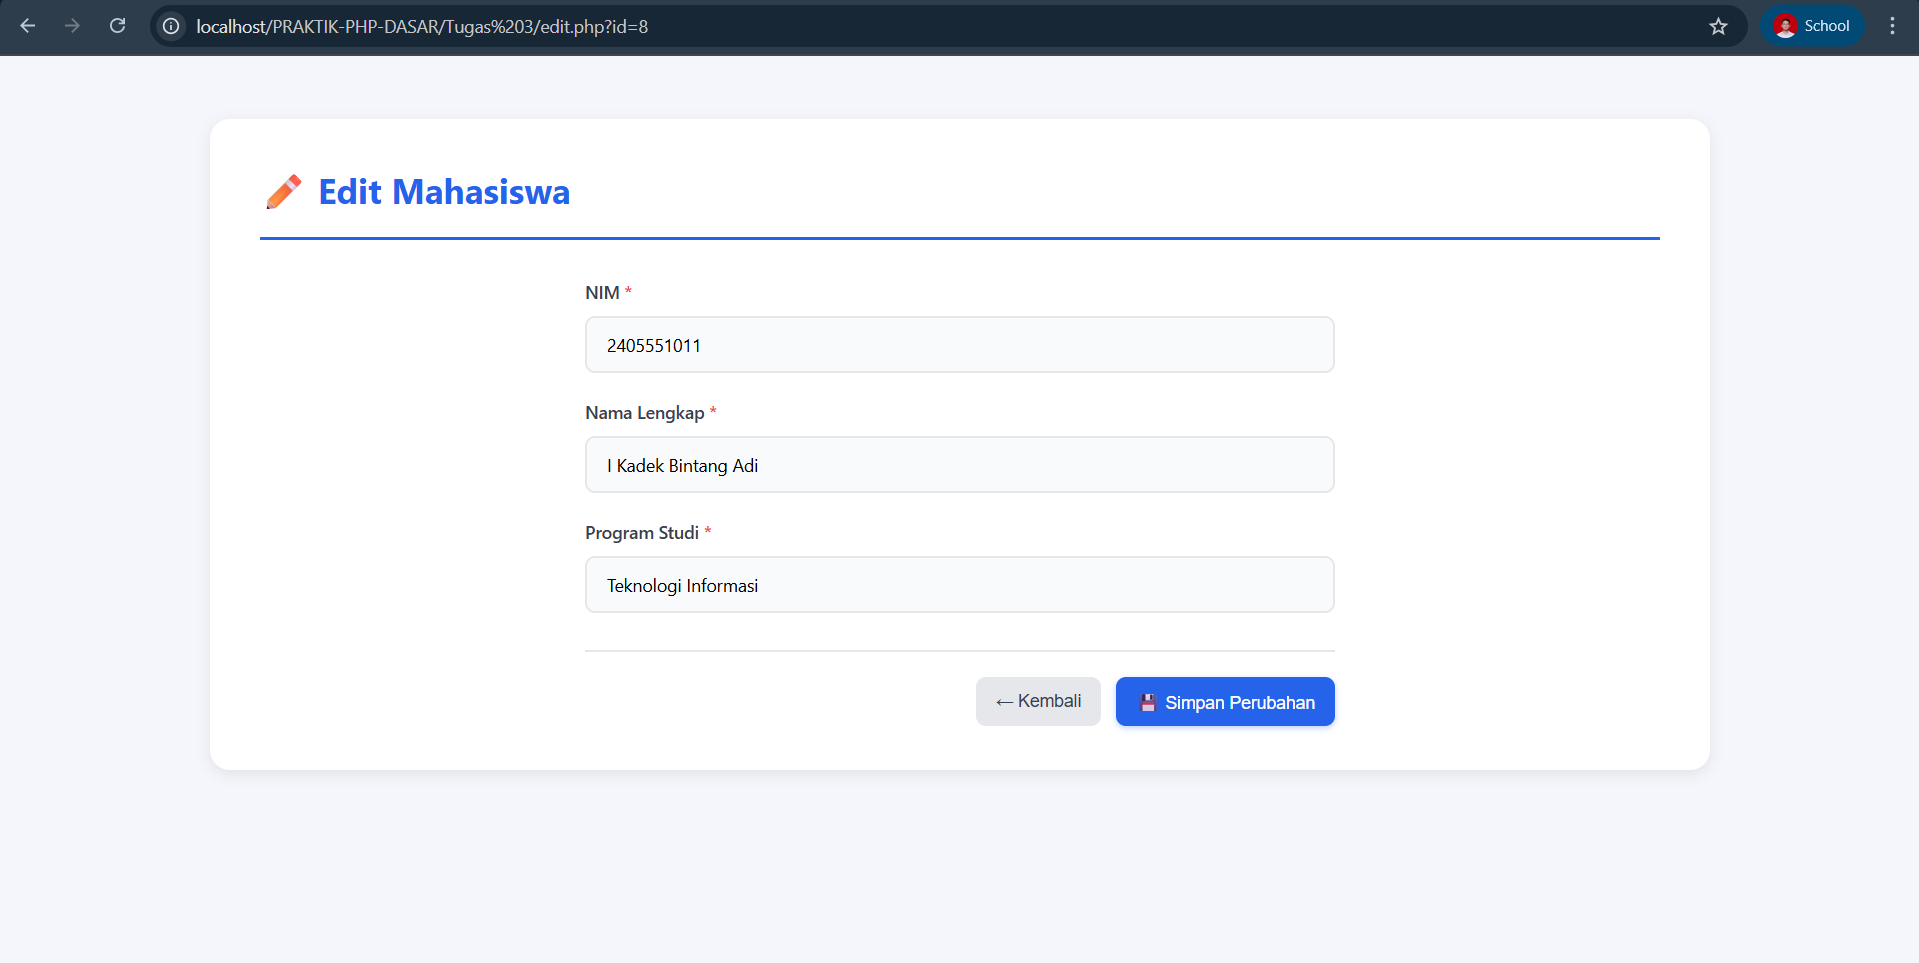 localhost/PRAKTIK-PHP-DASAR/Tugas%203/edit.php?id=8
School
Edit Mahasiswa
NIM *
2405551011
Nama Lengkap *
I Kadek Bintang Adi
Program Studi *
Teknologi Informasi
← Kembali
Simpan Perubahan